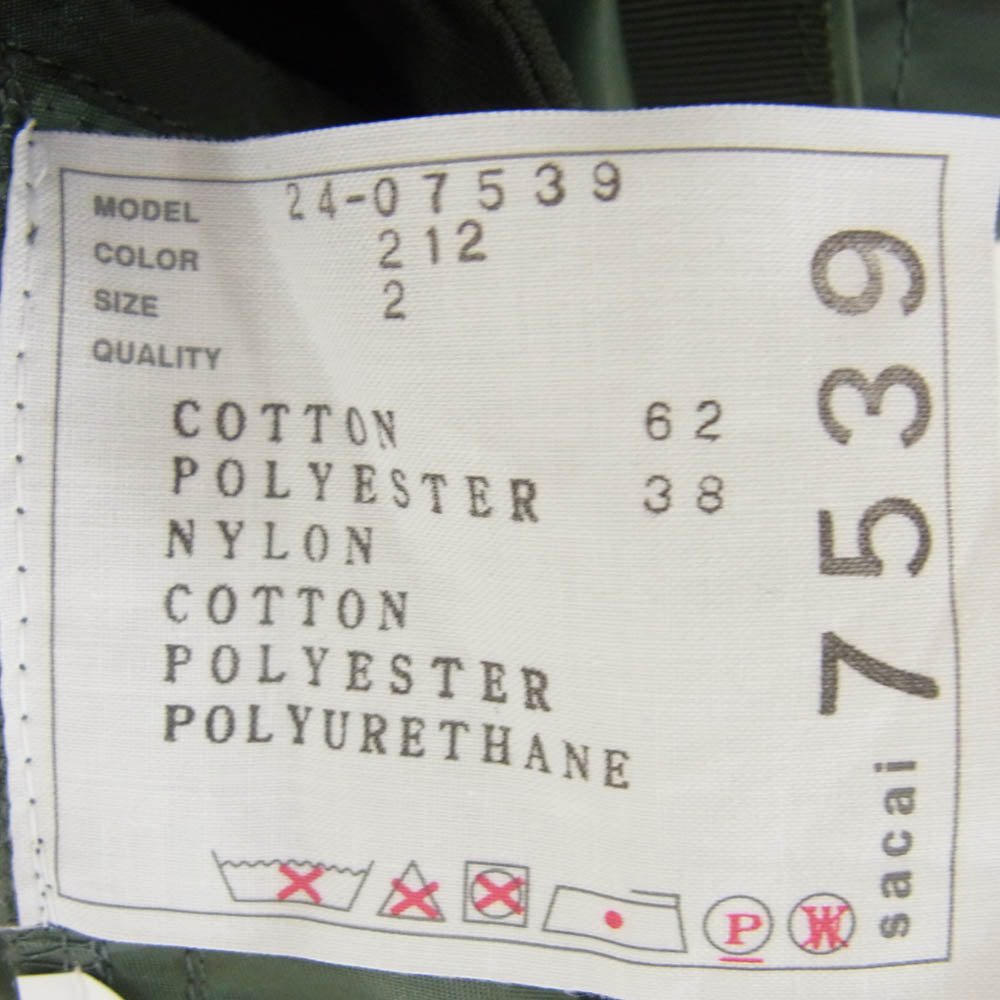 MODEL 24-07539
COLOR 212
SIZE 2
QUALITY
COTTON 62
POLYESTER 38
NYLON
COTTON
POLYESTER
POLYURETHANE
P W
sacai 7539